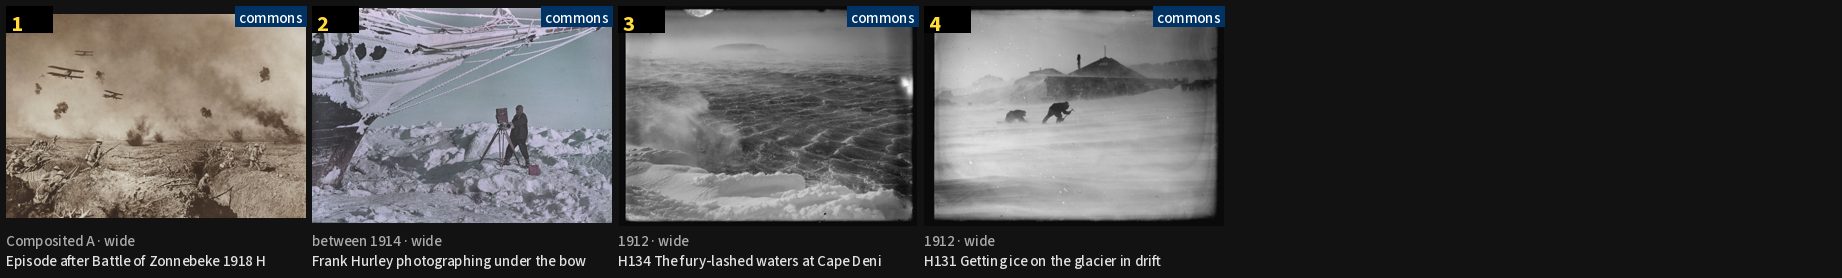 1
commons
2
commons
3
commons
4
commons
Composited A · wide
between 1914 · wide
1912 · wide
1912 · wide
Episode after Battle of Zonnebeke 1918 H
Frank Hurley photographing under the bow
H134 The fury-lashed waters at Cape Deni
H131 Getting ice on the glacier in drift